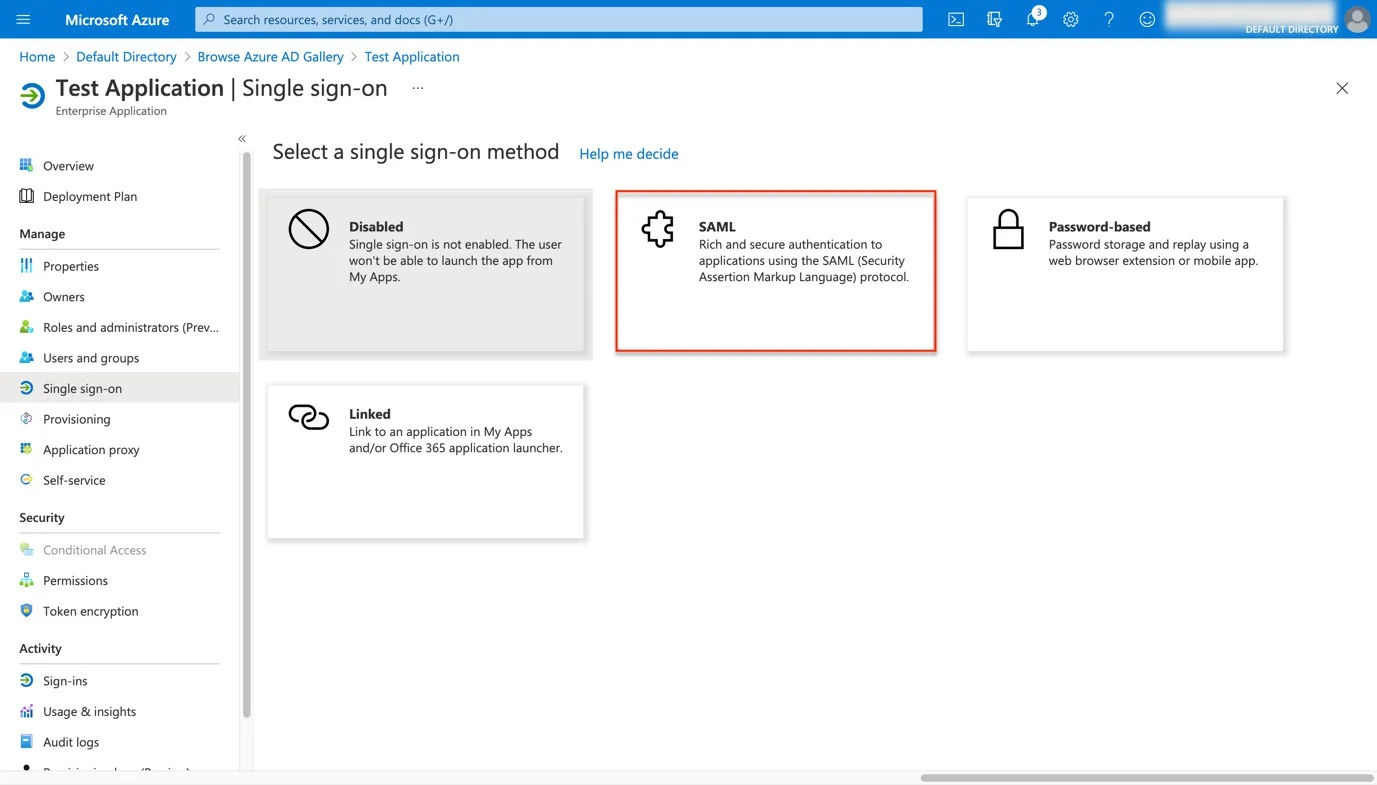 Microsoft Azure
Search resources, services, and docs (G+/)
3
DEFAULT DIRECTORY
Home > Default Directory > Browse Azure AD Gallery > Test Application
Test Application | Single sign-on ...
Enterprise Application
«
Overview
Deployment Plan
Manage
Properties
Owners
Roles and administrators (Prev...
Users and groups
Single sign-on
Provisioning
Application proxy
Self-service
Security
Conditional Access
Permissions
Token encryption
Activity
Sign-ins
Usage & insights
Audit logs
Select a single sign-on method
Help me decide
Disabled
Single sign-on is not enabled. The user
won't be able to launch the app from
My Apps.
SAML
Rich and secure authentication to
applications using the SAML (Security
Assertion Markup Language) protocol.
Password-based
Password storage and replay using a
web browser extension or mobile app.
Linked
Link to an application in My Apps
and/or Office 365 application launcher.